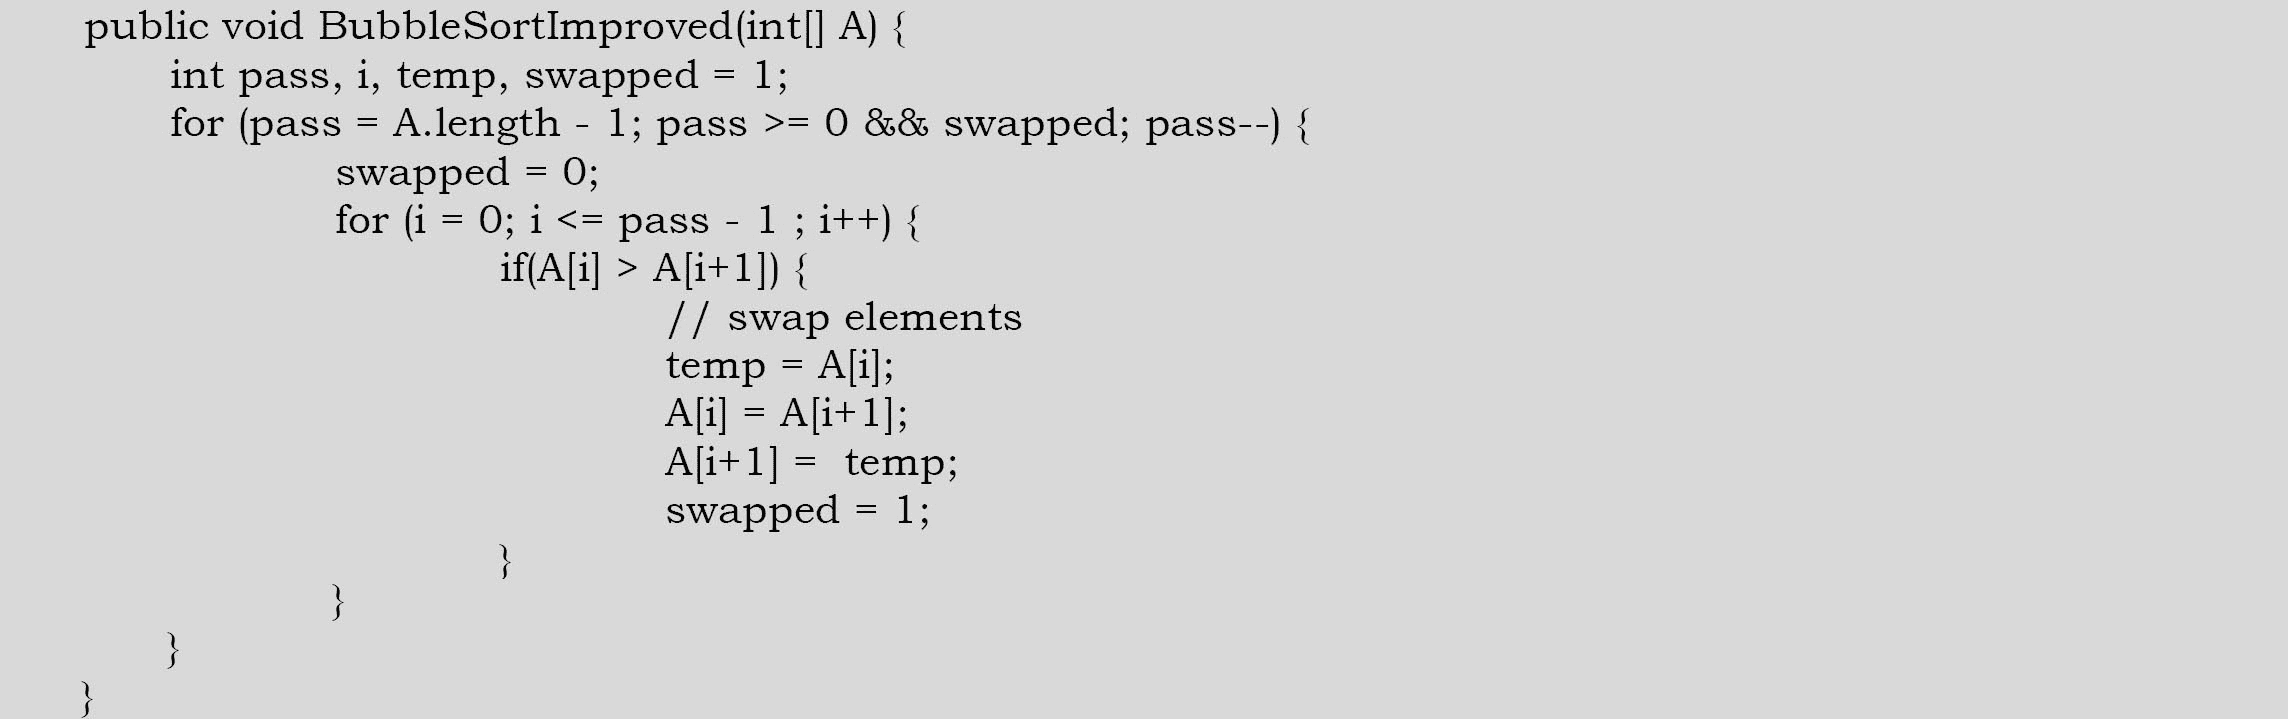 public void BubbleSortImproved(int[] A) {
int pass, i, temp, swapped = 1;
for (pass = A.length - 1; pass >= 0 && swapped; pass--) {
swapped = 0;
for (i = 0; i <= pass - 1 ; i++) {
if(A[i] > A[i+1]) {
// swap elements
temp = A[i];
A[i] = A[i+1];
A[i+1] =  temp;
swapped = 1;
}
}
}
}